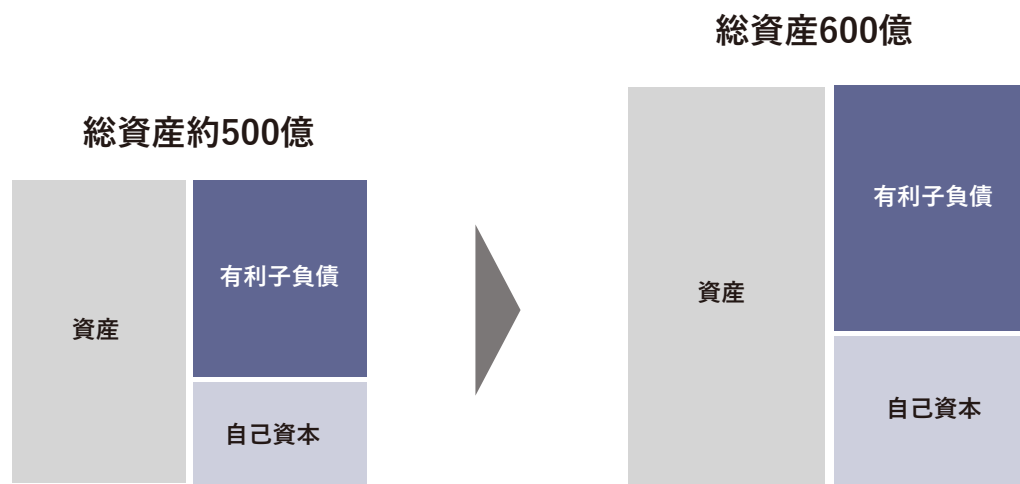 総資産約500億
資産
有利子負債
自己資本
総資産600億
資産
有利子負債
自己資本